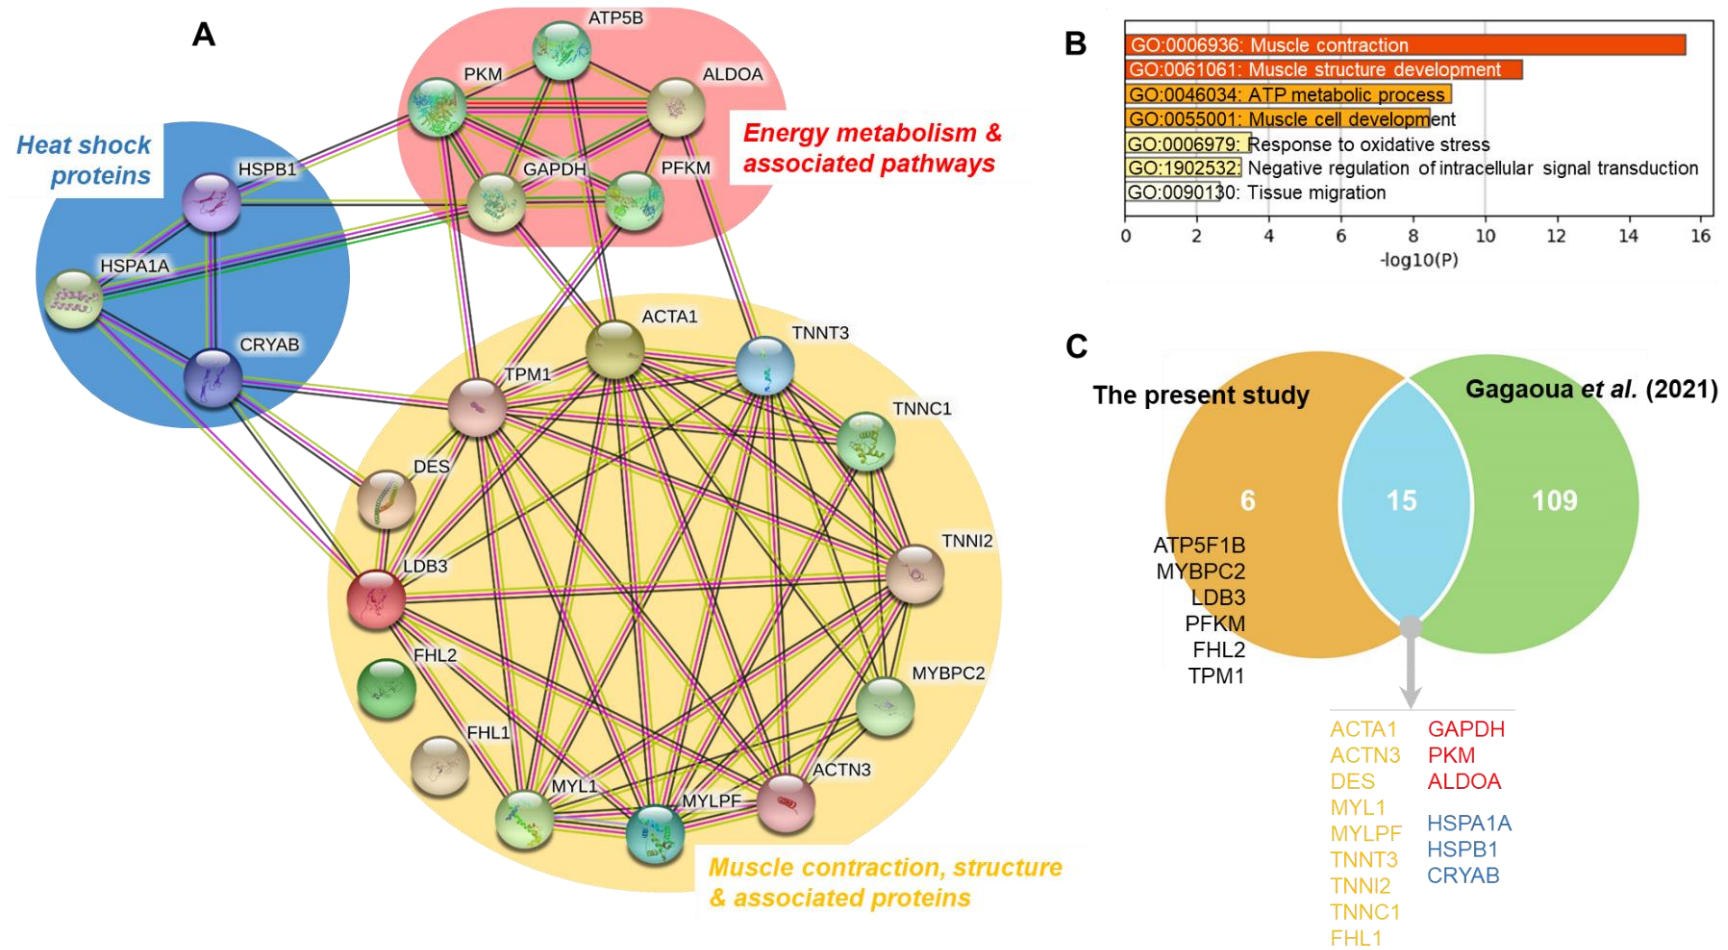 A
ATP5B
PKM
ALDOA
Energy metabolism &
associated pathways
GAPDH
PFKM
Heat shock
proteins
HSPB1
HSPA1A
CRYAB
ACTA1
TNNT3
TPM1
TNNC1
DES
TNNI2
LDB3
FHL2
MYBPC2
FHL1
ACTN3
MYL1
MYLPF
Muscle contraction, structure
& associated proteins
B
GO:0006936: Muscle contraction
GO:0061061: Muscle structure development
GO:0046034: ATP metabolic process
GO:0055001: Muscle cell development
GO:0006979: Response to oxidative stress
GO:1902532: Negative regulation of intracellular signal transduction
GO:0090130: Tissue migration
0 2 4 6 8 10 12 14 16
-log10(P)
C
The present study
Gagaoua et al. (2021)
6
15
109
ATP5F1B
MYBPC2
LDB3
PFKM
FHL2
TPM1
ACTA1
ACTN3
DES
MYL1
MYLPF
TNNT3
TNNI2
TNNC1
FHL1
GAPDH
PKM
ALDOA
HSPA1A
HSPB1
CRYAB